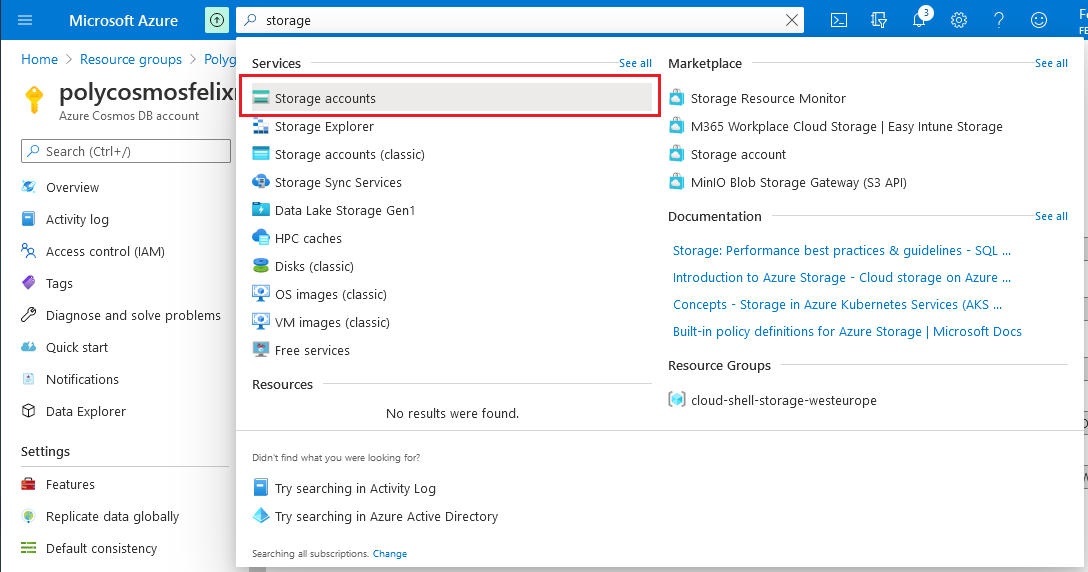 Microsoft Azure
storage
3
Home > Resource groups >
polycosmosfelix
Azure Cosmos DB account
Search (Ctrl+/)
Overview
Activity log
Access control (IAM)
Tags
Diagnose and solve problems
Quick start
Notifications
Data Explorer
Settings
Features
Replicate data globally
Default consistency
Services
See all
Storage accounts
Storage Explorer
Storage accounts (classic)
Storage Sync Services
Data Lake Storage Gen1
HPC caches
Disks (classic)
OS images (classic)
VM images (classic)
Free services
Resources
No results were found.
Marketplace
See all
Storage Resource Monitor
M365 Workplace Cloud Storage | Easy Intune Storage
Storage account
MinIO Blob Storage Gateway (S3 API)
Documentation
See all
Storage: Performance best practices & guidelines - SQL ...
Introduction to Azure Storage - Cloud storage on Azure ...
Concepts - Storage in Azure Kubernetes Services (AKS ...
Built-in policy definitions for Azure Storage | Microsoft Docs
Resource Groups
cloud-shell-storage-westeurope
Didn't find what you were looking for?
Try searching in Activity Log
Try searching in Azure Active Directory
Searching all subscriptions. Change